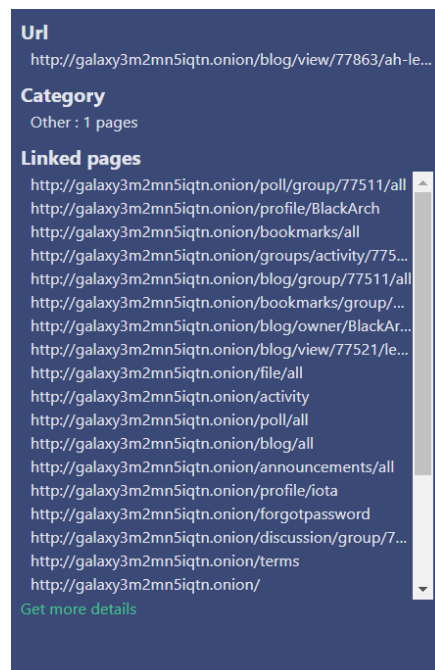 Url
http://galaxy3m2mn5iqtn.onion/blog/view/77863/ah-le...
Category
Other : 1 pages
Linked pages
http://galaxy3m2mn5iqtn.onion/poll/group/77511/all
http://galaxy3m2mn5iqtn.onion/profile/BlackArch
http://galaxy3m2mn5iqtn.onion/bookmarks/all
http://galaxy3m2mn5iqtn.onion/groups/activity/775...
http://galaxy3m2mn5iqtn.onion/blog/group/77511/all
http://galaxy3m2mn5iqtn.onion/bookmarks/group/...
http://galaxy3m2mn5iqtn.onion/blog/owner/BlackAr...
http://galaxy3m2mn5iqtn.onion/blog/view/77521/le...
http://galaxy3m2mn5iqtn.onion/file/all
http://galaxy3m2mn5iqtn.onion/activity
http://galaxy3m2mn5iqtn.onion/poll/all
http://galaxy3m2mn5iqtn.onion/blog/all
http://galaxy3m2mn5iqtn.onion/announcements/all
http://galaxy3m2mn5iqtn.onion/profile/iota
http://galaxy3m2mn5iqtn.onion/forgotpassword
http://galaxy3m2mn5iqtn.onion/discussion/group/7...
http://galaxy3m2mn5iqtn.onion/terms
http://galaxy3m2mn5iqtn.onion/
Get more details